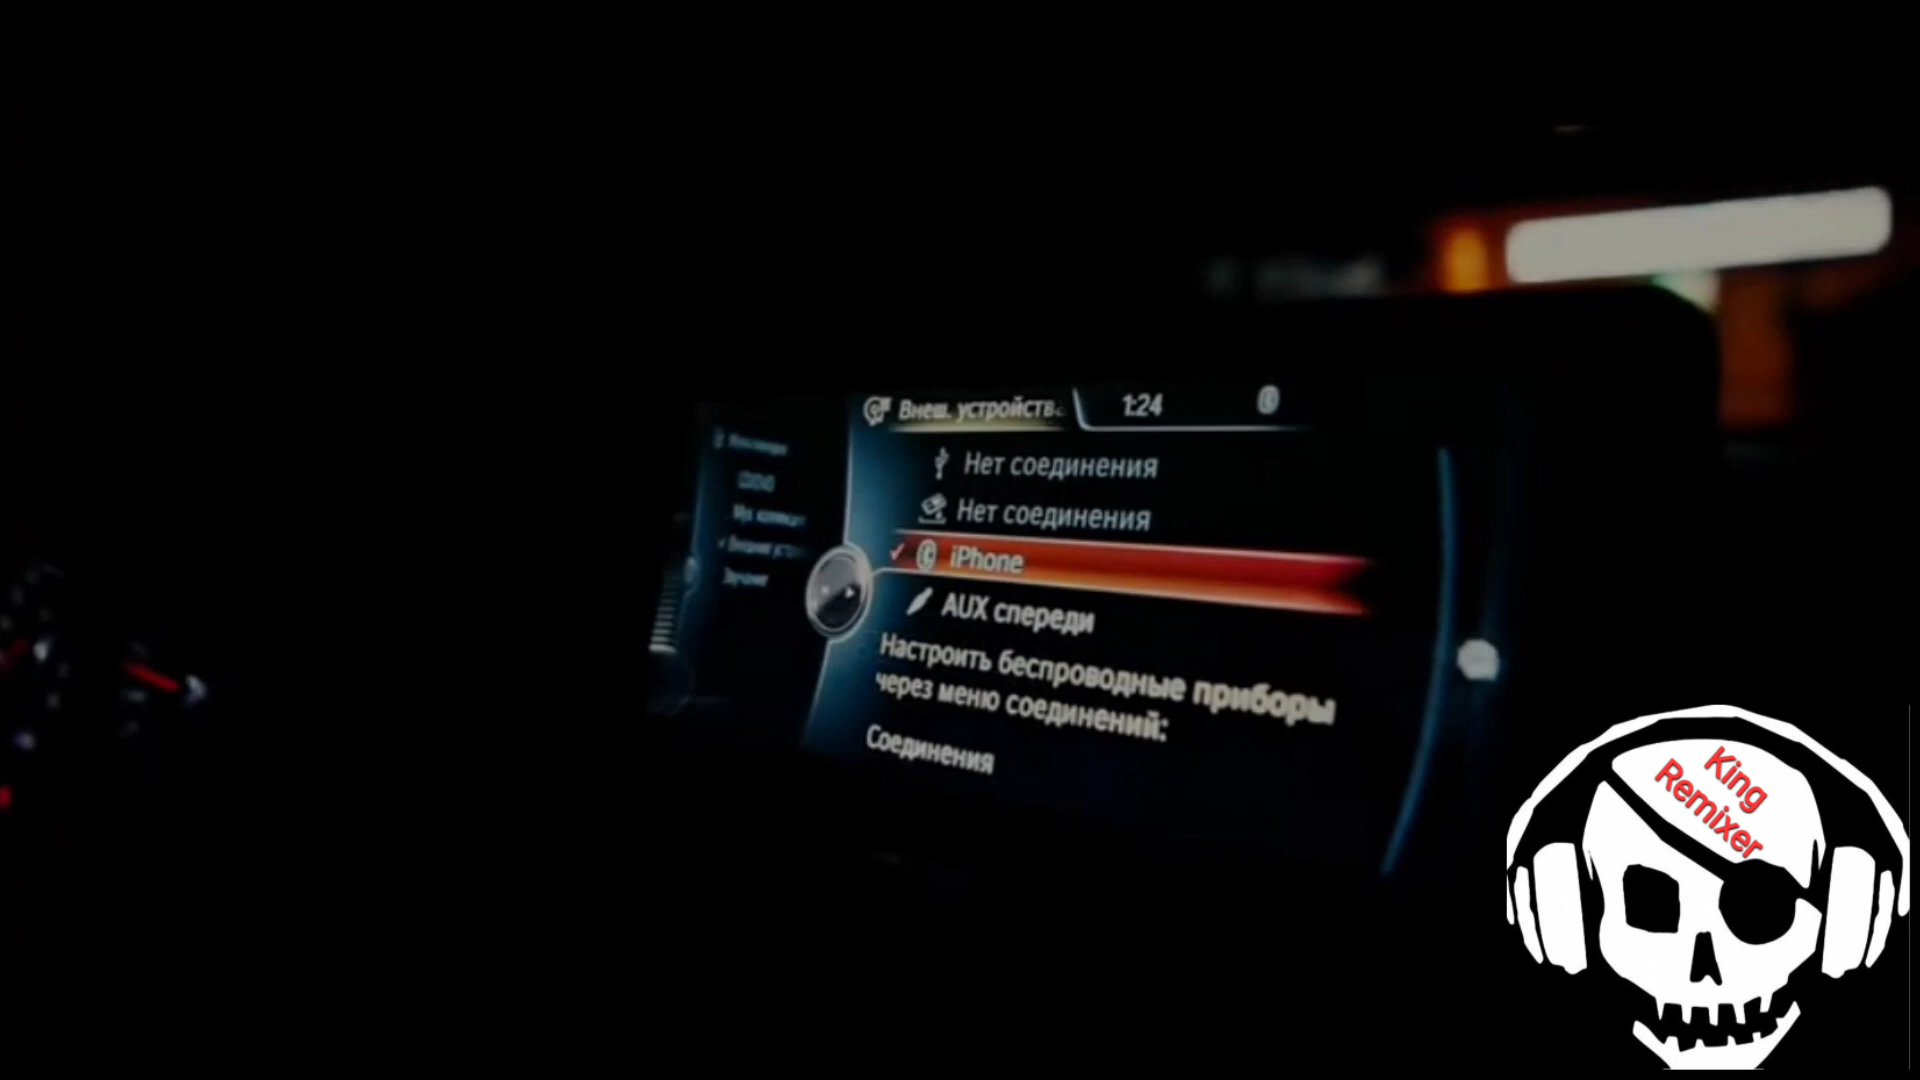 Внеш. устройства
1:24
Нет соединения
Нет соединения
iPhone
AUX спереди
Настроить беспроводные приборы
через меню соединений:
Соединения
King
Remixer